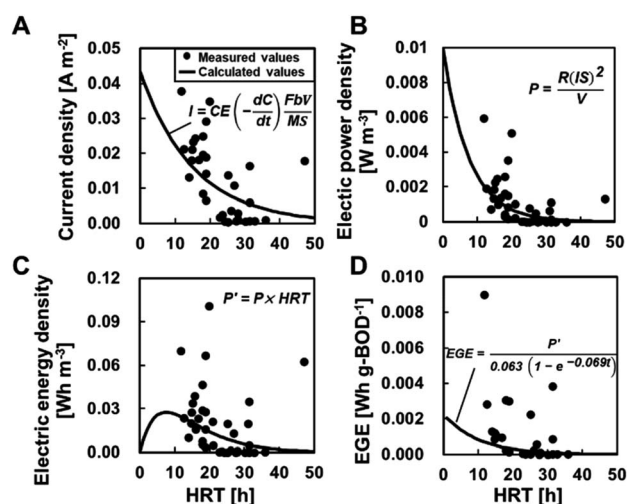 A
Current density [A m-2]
0.05
0.04
0.03
0.02
0.01
0.00
0 10 20 30 40 50
Measured values
Calculated values
I = CE (− dC/dt) FbV/MS
B
Electic power density
[W m-3]
0.01
0.008
0.006
0.004
0.002
0
0 10 20 30 40 50
P = R(IS)2/V
C
Electric energy density
[Wh m-3]
0.12
0.09
0.06
0.03
0.00
0 10 20 30 40 50
HRT [h]
P' = P× HRT
D
EGE [Wh g-BOD-1]
0.010
0.008
0.006
0.004
0.002
0.000
0 10 20 30 40 50
HRT [h]
EGE = P'/0.063 (1 − e −0.069t)